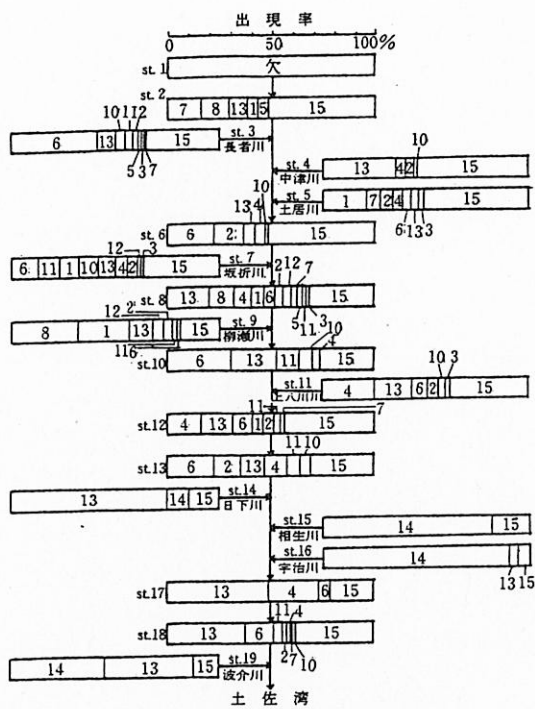 出現率
0 50 100%
st.1 欠
st.2 7 8 13 1 5 15
10 11 12
6 13 15
5 3 7
st.3
長者川
10
13 4 2 15
st.4
中津川
1 7 2 4 15
6 13 3
st.5
土居川
13 4 10
st.6 6 2 15
12 3
6 11 1 10 13 4 2 15
st.7
坂折川
2 12 7
st.8 13 8 4 1 6 15
5 11 3 10 4
12 2
8 1 13 15
11 6
st.9
柳瀬川
st.10 6 13 11 15
10 3
4 13 6 2 15
st.11
上八川川
11 7
st.12 4 13 6 1 2 15
11 10
st.13 6 2 13 4 15
13 14 15
st.14
日下川
14 15
st.15
相生川
14
13 15
st.16
宇治川
st.17 13 4 6 15
11 4
st.18 13 6 15
2 7 10
14 13 15
st.19
波介川
土佐湾